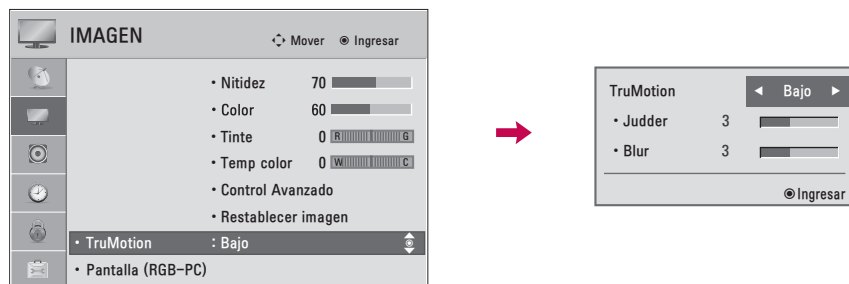 IMAGEN
Mover
Ingresar
• Nitidez 70
• Color 60
• Tinte 0 R G
• Temp color 0 W C
• Control Avanzado
• Restablecer imagen
• TruMotion : Bajo
• Pantalla (RGB-PC)
TruMotion ◄ Bajo ►
• Judder 3
• Blur 3
Ingresar